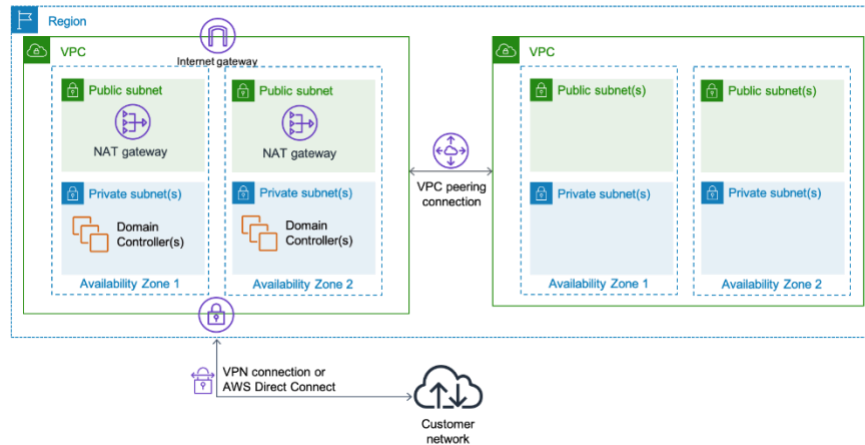 Region
VPC
Internet gateway
Public subnet
NAT gateway
Public subnet
NAT gateway
Private subnet(s)
Domain
Controller(s)
Private subnet(s)
Domain
Controller(s)
Availability Zone 1
Availability Zone 2
VPC peering
connection
VPC
Public subnet(s)
Public subnet(s)
Private subnet(s)
Private subnet(s)
Availability Zone 1
Availability Zone 2
VPN connection or
AWS Direct Connect
Customer
network